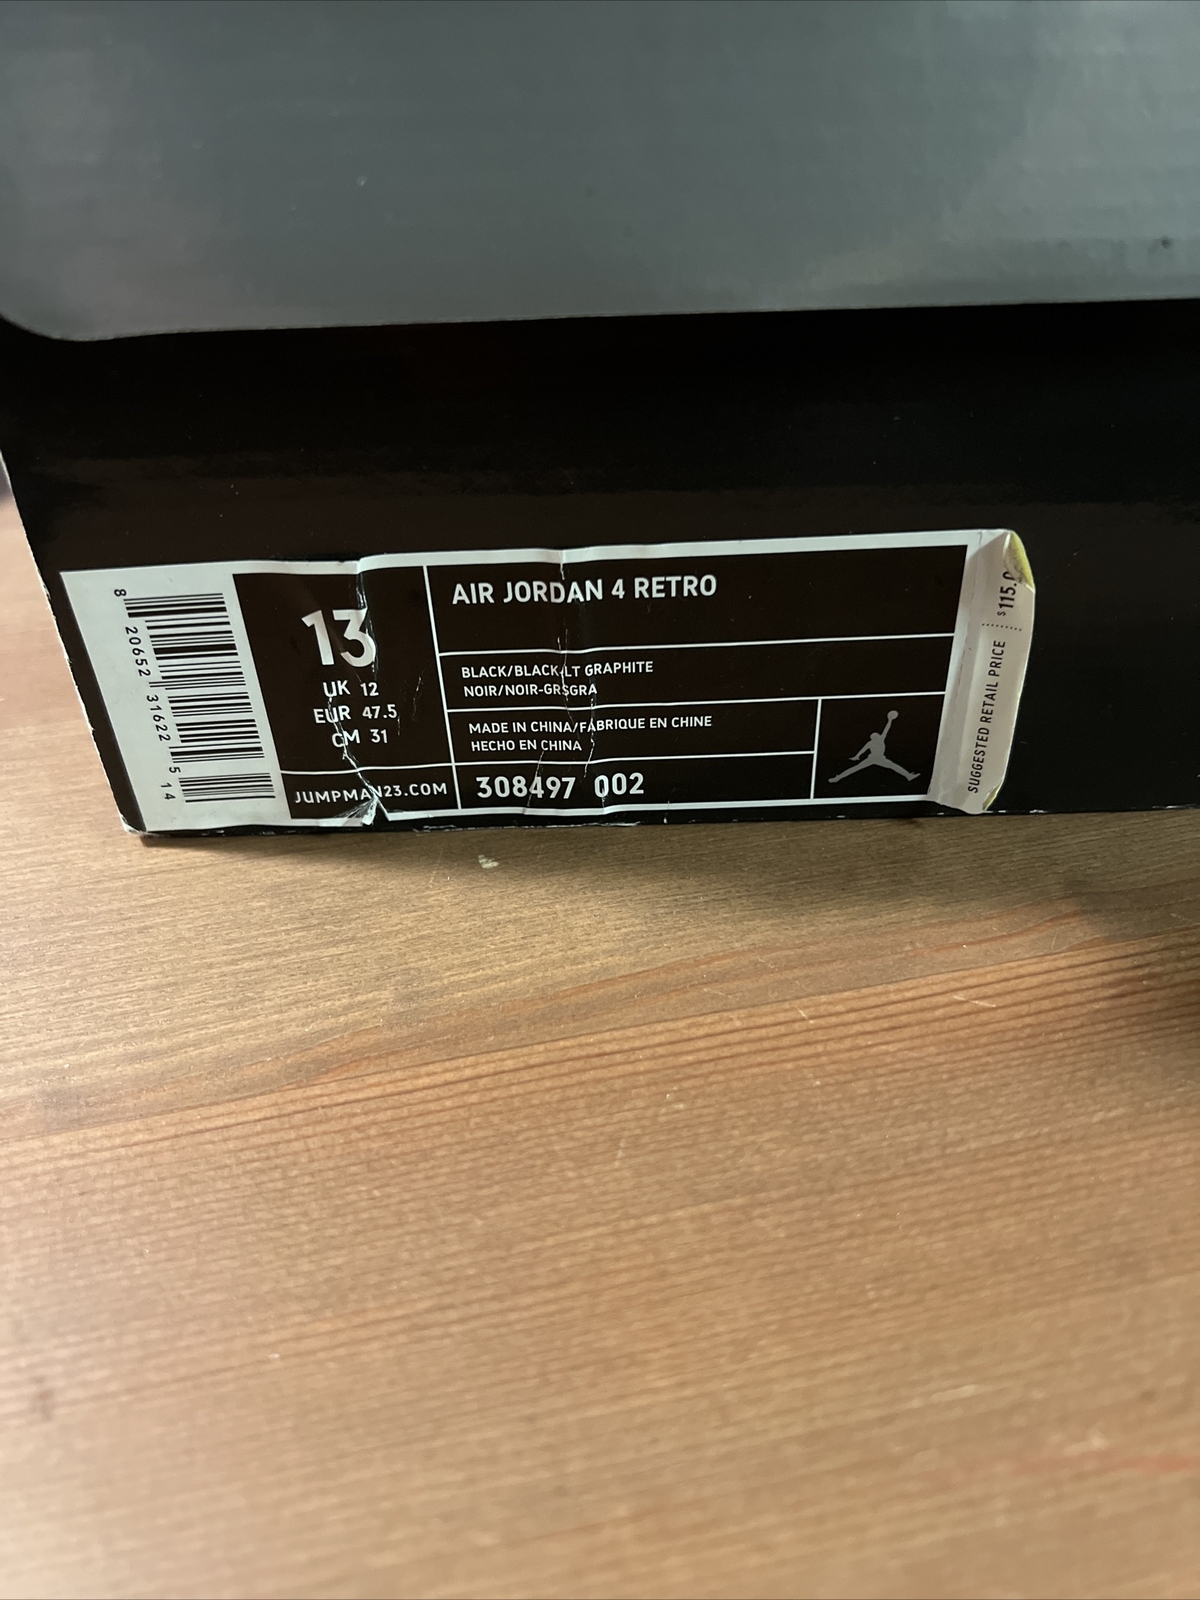 8 20652 31622 5 14
13
UK 12
EUR 47.5
CM 31
JUMPMAN23.COM
AIR JORDAN 4 RETRO
BLACK/BLACK-LT GRAPHITE
NOIR/NOIR-GRSGRA
MADE IN CHINA/FABRIQUE EN CHINE
HECHO EN CHINA
308497 002
SUGGESTED RETAIL PRICE
$115.0